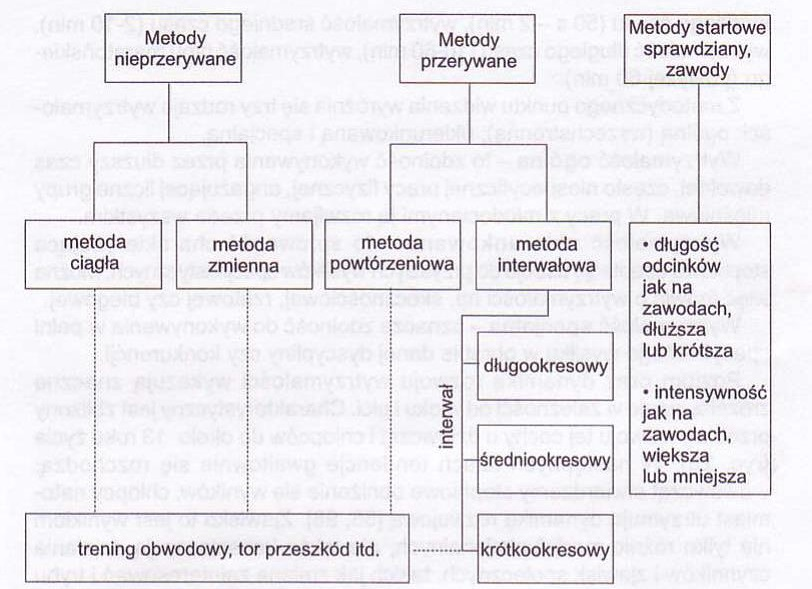 Metody
nieprzerywane
Metody
przerywane
Metody startowe
sprawdziany,
zawody
metoda
ciągła
metoda
zmienna
metoda
powtórzeniowa
metoda
interwałowa
• długość
odcinków
jak na
zawodach,
dłuższa
lub krótsza
• intensywność
jak na
zawodach,
większa
lub mniejsza
interwał
długookresowy
średniookresowy
krótkookresowy
trening obwodowy, tor przeszkód itd.